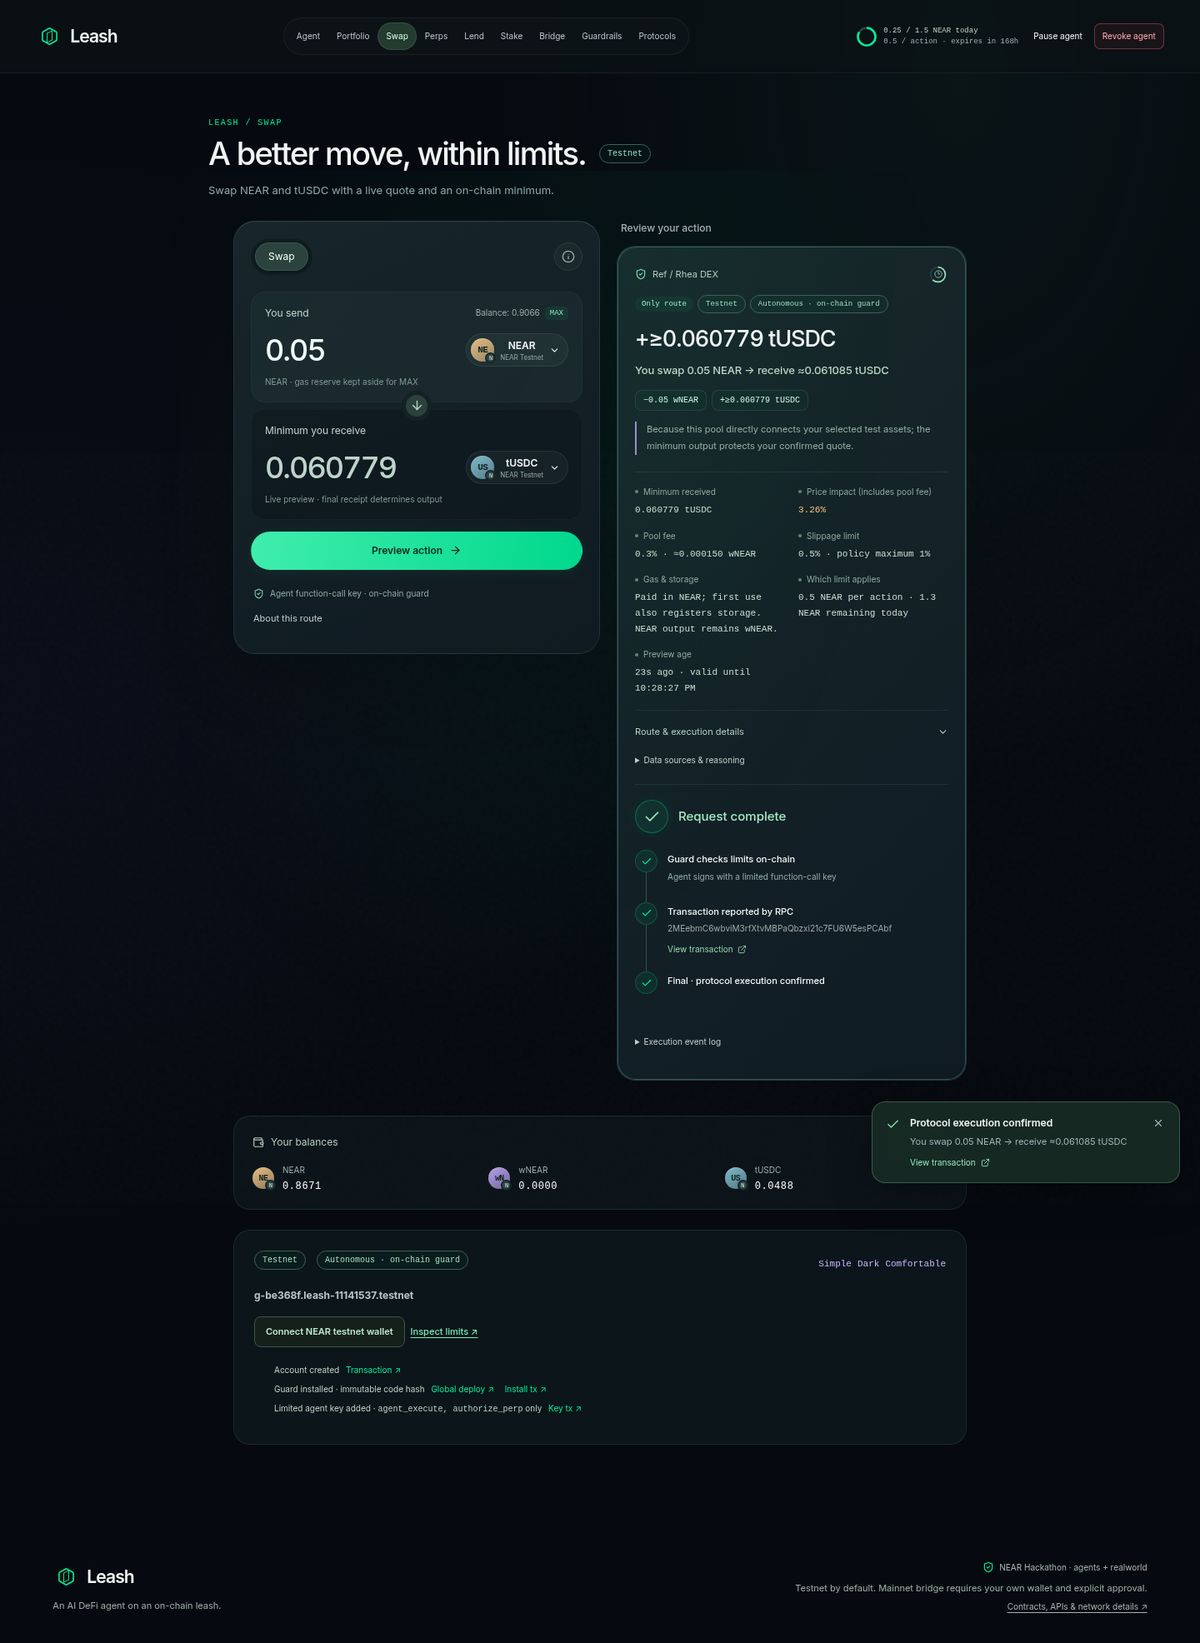 Leash
Agent Portfolio Swap Perps Lend Stake Bridge Guardrails Protocols
0.25 / 1.5 NEAR today
0.5 / action · expires in 168h
Pause agent
Revoke agent
LEASH / SWAP
A better move, within limits.
Testnet
Swap NEAR and tUSDC with a live quote and an on-chain minimum.
Swap
You send
Balance: 0.9066 MAX
0.05
NE N
NEAR
NEAR Testnet
NEAR · gas reserve kept aside for MAX
Minimum you receive
0.060779
US N
tUSDC
NEAR Testnet
Live preview · final receipt determines output
Preview action
Agent function-call key · on-chain guard
About this route
Review your action
Ref / Rhea DEX
Only route Testnet Autonomous · on-chain guard
+≥0.060779 tUSDC
You swap 0.05 NEAR → receive ≈0.061085 tUSDC
−0.05 wNEAR +≥0.060779 tUSDC
Because this pool directly connects your selected test assets; the
minimum output protects your confirmed quote.
Minimum received
0.060779 tUSDC
Price impact (includes pool fee)
3.26%
Pool fee
0.3% · ≈0.000150 wNEAR
Slippage limit
0.5% · policy maximum 1%
Gas & storage
Paid in NEAR; first use
also registers storage.
NEAR output remains wNEAR.
Which limit applies
0.5 NEAR per action · 1.3
NEAR remaining today
Preview age
23s ago · valid until
10:28:27 PM
Route & execution details
Data sources & reasoning
Request complete
Guard checks limits on-chain
Agent signs with a limited function-call key
Transaction reported by RPC
2MEebmC6wbviM3rfXtvMBPaQbzxi21c7FU6W5esPCAbf
View transaction
Final · protocol execution confirmed
Execution event log
Protocol execution confirmed
You swap 0.05 NEAR → receive ≈0.061085 tUSDC
View transaction
Your balances
NE N
NEAR
0.8671
wN N
wNEAR
0.0000
US N
tUSDC
0.0488
Testnet Autonomous · on-chain guard
Simple Dark Comfortable
g-be368f.leash-11141537.testnet
Connect NEAR testnet wallet Inspect limits ↗
Account created Transaction ↗
Guard installed · immutable code hash Global deploy ↗ Install tx ↗
Limited agent key added · agent_execute, authorize_perp only Key tx ↗
Leash
An AI DeFi agent on an on-chain leash.
NEAR Hackathon · agents + realworld
Testnet by default. Mainnet bridge requires your own wallet and explicit approval.
Contracts, APIs & network details ↗